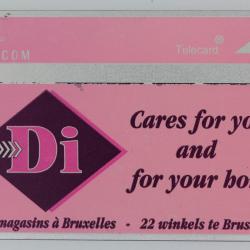 COM
Telecard
Di
Cares for yo
and
for your ho
magasins à Bruxelles - 22 winkels te Brus